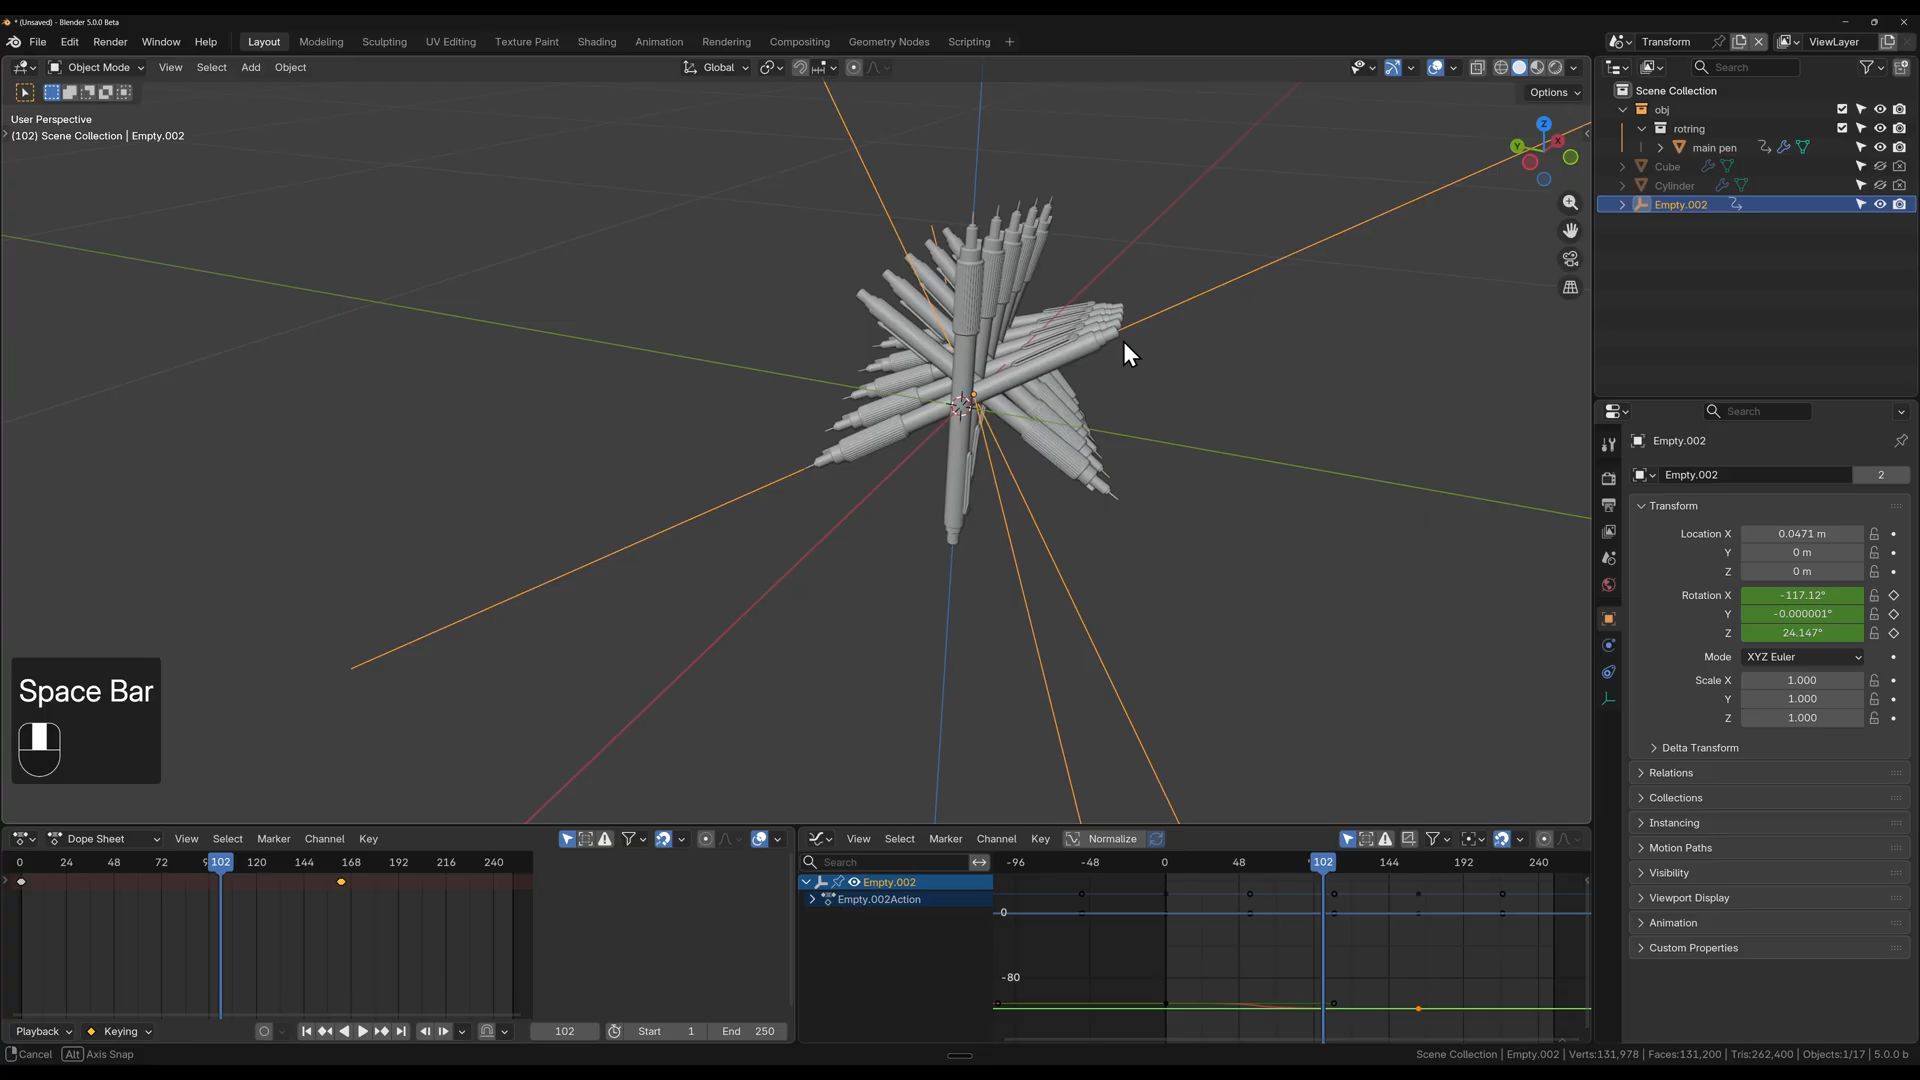 * (Unsaved) - Blender 5.0.0 Beta
File Edit Render Window Help Layout Modeling Sculpting UV Editing Texture Paint Shading Animation Rendering Compositing Geometry Nodes Scripting + Transform ViewLayer
Object Mode View Select Add Object Global Search
Options
User Perspective
(102) Scene Collection | Empty.002
Scene Collection
obj
rotring
main pen
Cube
Cylinder
Empty.002
Z
Y
X
Search
Empty.002
Empty.002 2
Transform
Location X 0.0471 m
Y 0 m
Z 0 m
Rotation X -117.12°
Y -0.000001°
Z 24.147°
Mode XYZ Euler
Scale X 1.000
Y 1.000
Z 1.000
Delta Transform
Relations
Collections
Instancing
Motion Paths
Visibility
Viewport Display
Animation
Custom Properties
Space Bar
Dope Sheet View Select Marker Channel Key
0 24 48 72 9 102 120 144 168 192 216 240
View Select Marker Channel Key Normalize
Search -96 -48 0 48 102 144 192 240
Empty.002
Empty.002Action
0
-80
Playback Keying 102 Start 1 End 250
Cancel Alt Axis Snap
Scene Collection | Empty.002 | Verts:131,978 | Faces:131,200 | Tris:262,400 | Objects:1/17 | 5.0.0 b